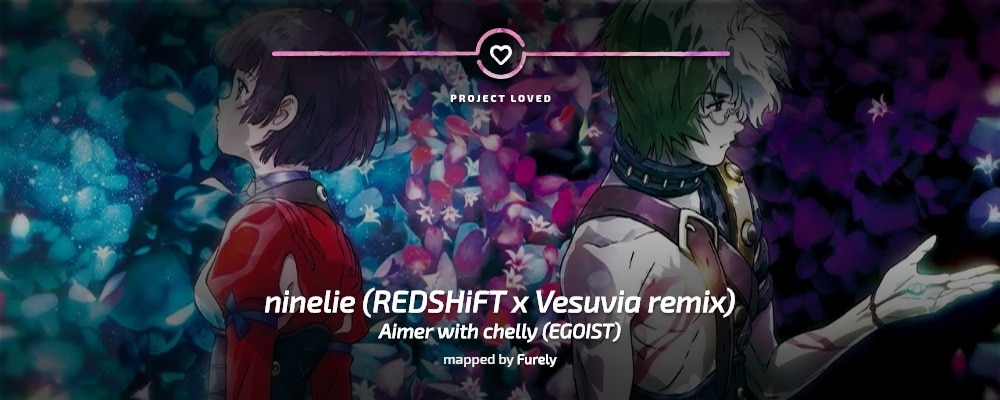 PROJECT LOVED
ninelie (REDSHiFT x Vesuvia remix)
Aimer with chelly (EGOIST)
mapped by Furely